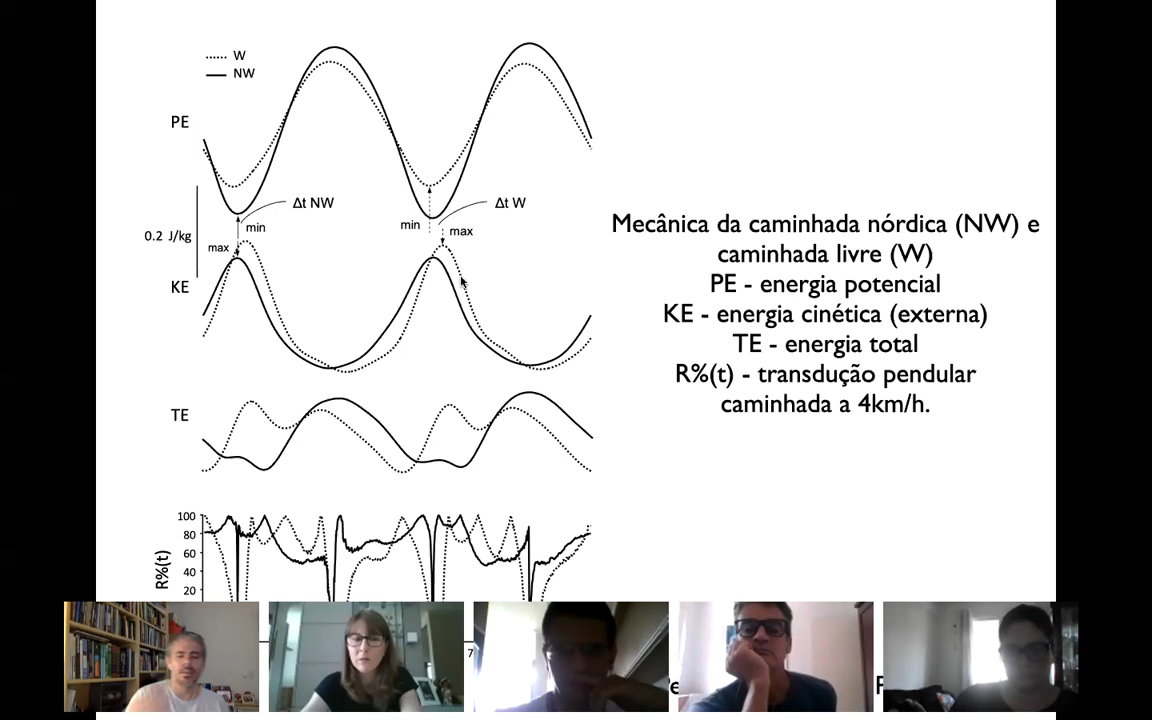 W
NW
PE
Δt NW
Δt W
min
max
min
max
0.2 J/kg
KE
TE
R%(t)
100
80
60
40
20
7
Mecânica da caminhada nórdica (NW) e
caminhada livre (W)
PE - energia potencial
KE - energia cinética (externa)
TE - energia total
R%(t) - transdução pendular
caminhada a 4km/h.